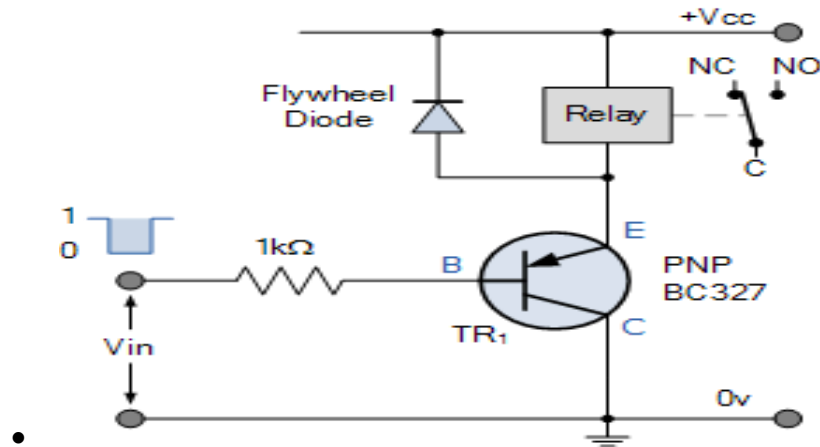 +Vcc
NC NO
Flywheel
Diode
Relay
C
1
0
1kΩ
B
E
PNP
BC327
TR₁
C
Vin
0v